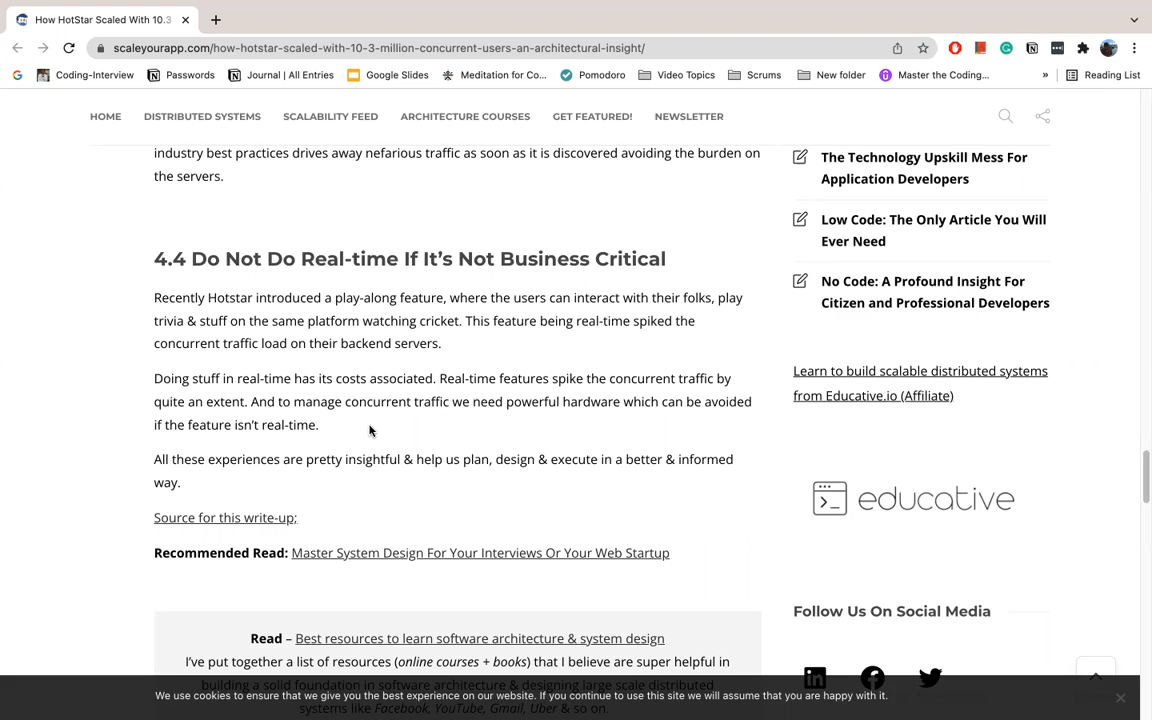 How HotStar Scaled With 10.3
scaleyourapp.com/how-hotstar-scaled-with-10-3-million-concurrent-users-an-architectural-insight/
Coding-Interview
Passwords
Journal | All Entries
Google Slides
Meditation for Co...
Pomodoro
Video Topics
Scrums
New folder
Master the Coding...
»
Reading List
HOME
DISTRIBUTED SYSTEMS
SCALABILITY FEED
ARCHITECTURE COURSES
GET FEATURED!
NEWSLETTER
industry best practices drives away nefarious traffic as soon as it is discovered avoiding the burden on
the servers.
4.4 Do Not Do Real-time If It's Not Business Critical
Recently Hotstar introduced a play-along feature, where the users can interact with their folks, play
trivia & stuff on the same platform watching cricket. This feature being real-time spiked the
concurrent traffic load on their backend servers.
Doing stuff in real-time has its costs associated. Real-time features spike the concurrent traffic by
quite an extent. And to manage concurrent traffic we need powerful hardware which can be avoided
if the feature isn't real-time.
All these experiences are pretty insightful & help us plan, design & execute in a better & informed
way.
Source for this write-up;
Recommended Read: Master System Design For Your Interviews Or Your Web Startup
Read – Best resources to learn software architecture & system design
I've put together a list of resources (online courses + books) that I believe are super helpful in
building a solid foundation in software architecture & designing large scale distributed
systems like Facebook, YouTube, Gmail, Uber & so on.
The Technology Upskill Mess For
Application Developers
Low Code: The Only Article You Will
Ever Need
No Code: A Profound Insight For
Citizen and Professional Developers
Learn to build scalable distributed systems
from Educative.io (Affiliate)
educative
Follow Us On Social Media
We use cookies to ensure that we give you the best experience on our website. If you continue to use this site we will assume that you are happy with it.